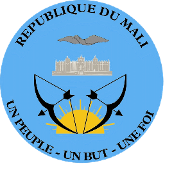 REPUBLIQUE DU MALI
UN PEUPLE - UN BUT - UNE FOI